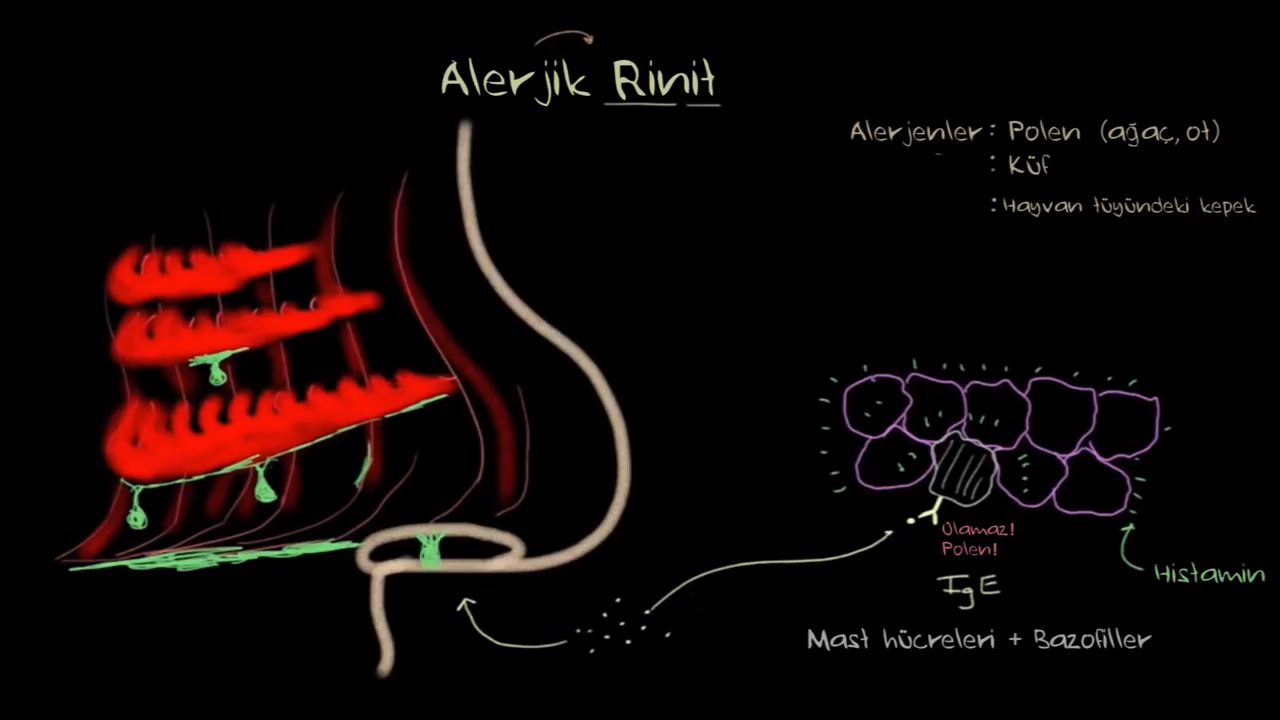 Alerjik Rinit
Alerjenler : Polen (ağaç, ot)
: Küf
: Hayvan tüyündeki kepek
Olamaz!
Polen!
IgE
Histamin
Mast hücreleri + Bazofiller